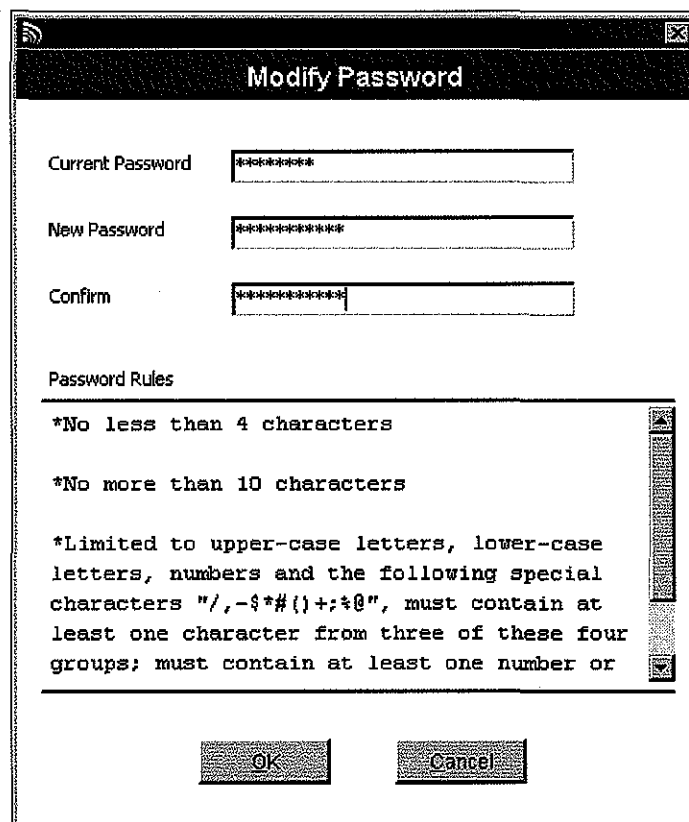 Modify Password
Current Password ********
New Password ***********
Confirm ***********
Password Rules
*No less than 4 characters
*No more than 10 characters
*Limited to upper-case letters, lower-case
letters, numbers and the following special
characters "/,-$*#()+;%@", must contain at
least one character from three of these four
groups; must contain at least one number or
OK Cancel